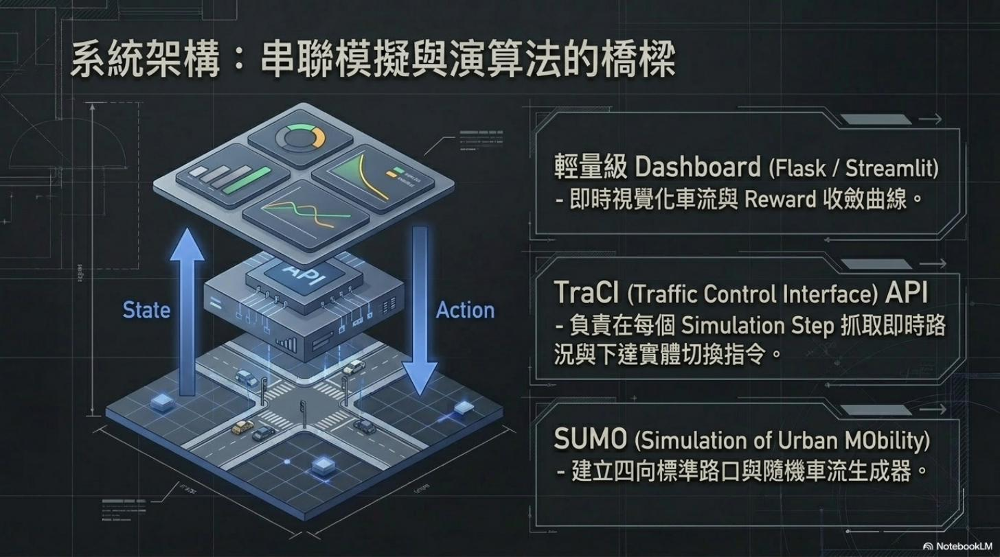 系統架構：串聯模擬與演算法的橋樑
API
State
Action
輕量級 Dashboard (Flask / Streamlit)
- 即時視覺化車流與 Reward 收斂曲線。
TraCI (Traffic Control Interface) API
- 負責在每個 Simulation Step 抓取即時路
況與下達實體切換指令。
SUMO (Simulation of Urban MObility)
- 建立四向標準路口與隨機車流生成器。
NotebookLM